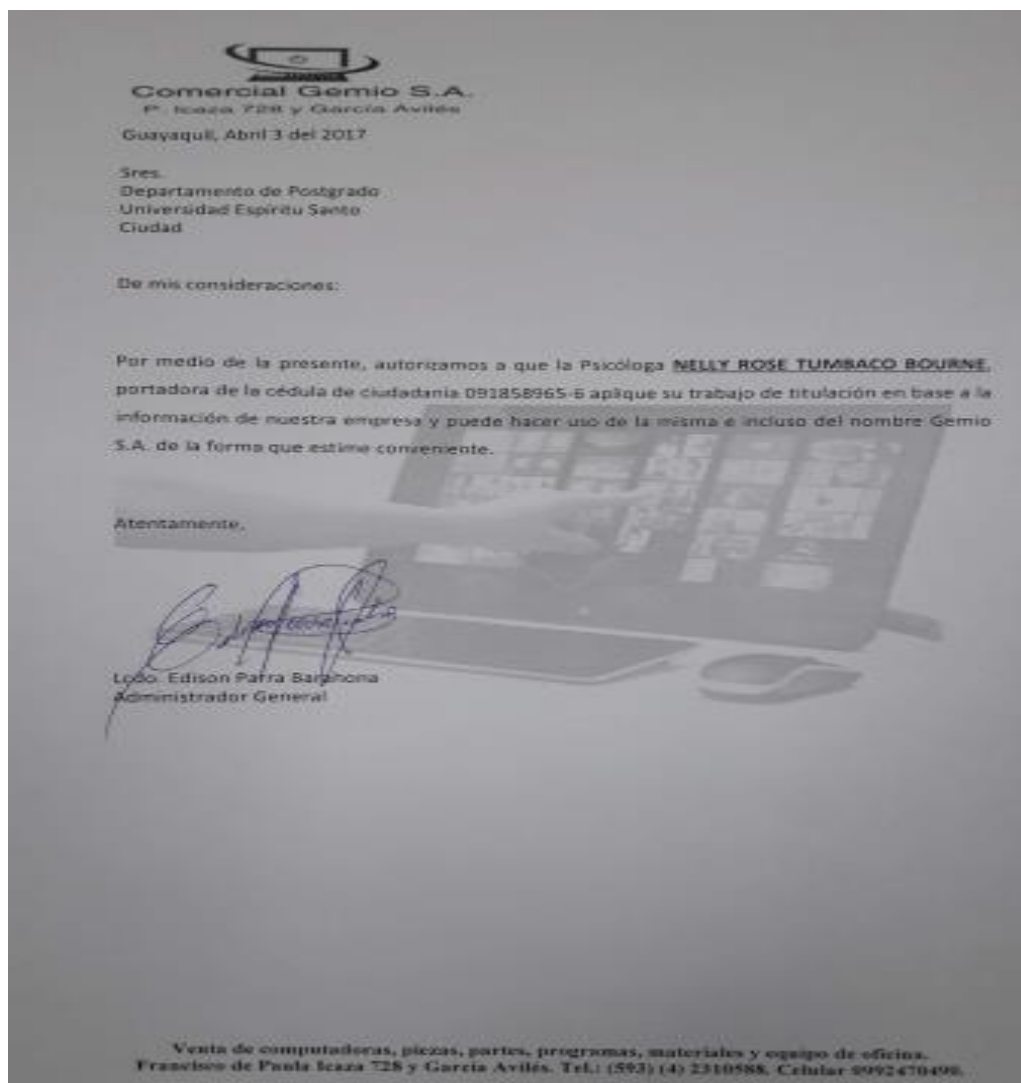 Comercial Gemio S.A.
P. Icaza 728 y García Avilés
Guayaquil, Abril 3 del 2017
Sres.
Departamento de Postgrado
Universidad Espíritu Santo
Ciudad
De mis consideraciones:
Por medio de la presente, autorizamos a que la Psicóloga NELLY ROSE TUMBACO BOURNE,
portadora de la cédula de ciudadanía 091858965-6 aplique su trabajo de titulación en base a la
información de nuestra empresa y puede hacer uso de la misma e incluso del nombre Gemio
S.A. de la forma que estime conveniente.
Atentamente,
Lcdo. Edison Parra Barahona
Administrador General
Venta de computadoras, piezas, partes, programas, materiales y equipo de oficina.
Francisco de Paula Icaza 728 y García Avilés. Tel.: (593) (4) 2310588. Celular 0992470490.